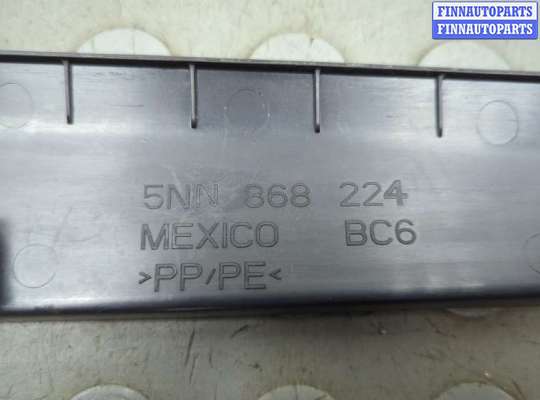 FINNAUTOPARTS
FINNAUTOPARTS
5NN 868 224
MEXICO BC6
>PP/PE<